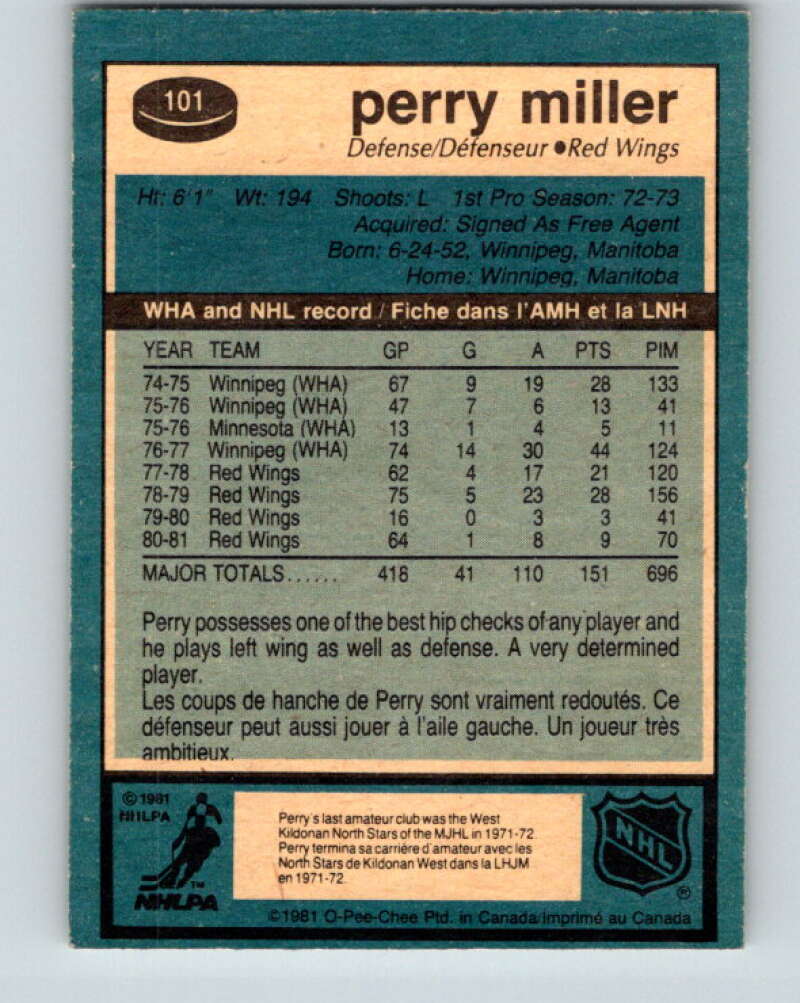 101
perry miller
Defense/Défenseur ●Red Wings
Ht: 6'1" Wt: 194 Shoots: L 1st Pro Season: 72-73
Acquired: Signed As Free Agent
Born: 6-24-52, Winnipeg, Manitoba
Home: Winnipeg, Manitoba
WHA and NHL record / Fiche dans l'AMH et la LNH
YEAR TEAM GP G A PTS PIM
74-75 Winnipeg (WHA) 67 9 19 28 133
75-76 Winnipeg (WHA) 47 7 6 13 41
75-76 Minnesota (WHA) 13 1 4 5 11
76-77 Winnipeg (WHA) 74 14 30 44 124
77-78 Red Wings 62 4 17 21 120
78-79 Red Wings 75 5 23 28 156
79-80 Red Wings 16 0 3 3 41
80-81 Red Wings 64 1 8 9 70
MAJOR TOTALS...... 418 41 110 151 696
Perry possesses one of the best hip checks of any player and
he plays left wing as well as defense. A very determined
player.
Les coups de hanche de Perry sont vraiment redoutés. Ce
défenseur peut aussi jouer à l'aile gauche. Un joueur très
ambitieux.
© 1981
NHLPA
TM
NHLPA
Perry's last amateur club was the West
Kildonan North Stars of the MJHL in 1971-72
Perry termina sa carrière d'amateur avec les
North Stars de Kildonan West dans la LHJM
en 1971-72.
NHL
®
©1981 O-Pee-Chee Ptd. in Canada/Imprimé au Canada